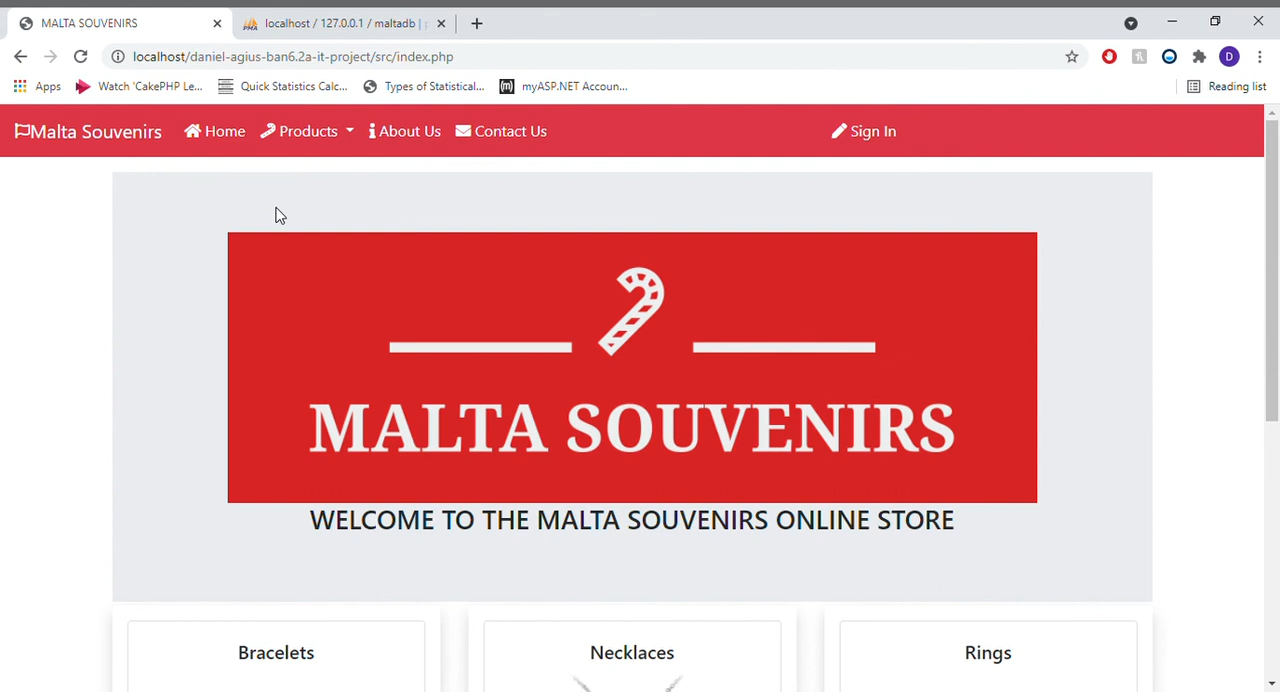 MALTA SOUVENIRS
localhost / 127.0.0.1 / maltadb |
localhost/daniel-agius-ban6.2a-it-project/src/index.php
D
Apps
Watch 'CakePHP Le...
Quick Statistics Calc...
Types of Statistical...
myASP.NET Accoun...
Reading list
Malta Souvenirs
Home
Products
About Us
Contact Us
Sign In
MALTA SOUVENIRS
WELCOME TO THE MALTA SOUVENIRS ONLINE STORE
Bracelets
Necklaces
Rings